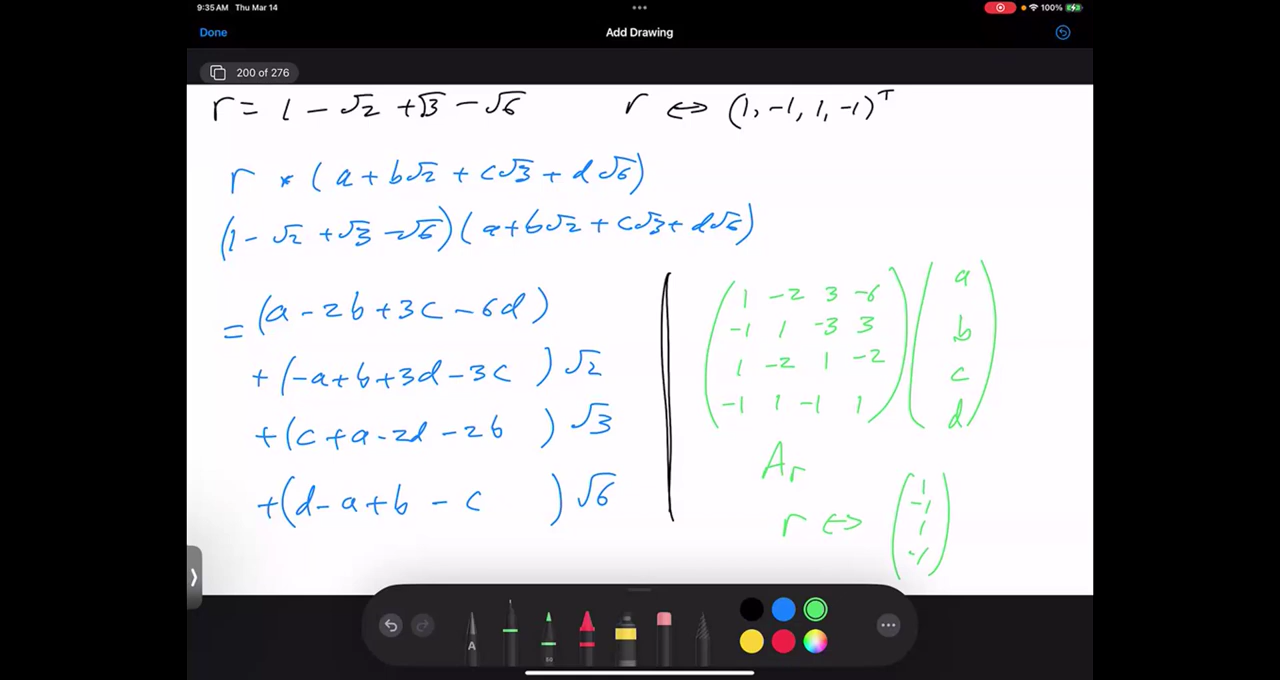 9:35 AM Thu Mar 14
100%
Done
Add Drawing
200 of 276
r = 1 - √2 + √3 - √6
r ⇔ (1, -1, 1, -1)ᵀ
r * (a + b√2 + c√3 + d√6)
(1 - √2 + √3 - √6)(a + b√2 + c√3 + d√6)
= (a - 2b + 3c - 6d)
+ (-a + b + 3d - 3c) √2
+ (c + a - 2d - 2b) √3
+ (d - a + b - c) √6
1 -2 3 -6
-1 1 -3 3
1 -2 1 -2
-1 1 -1 1
a
b
c
d
Aᵣ
r ⇔
1
-1
1
-1
A
50